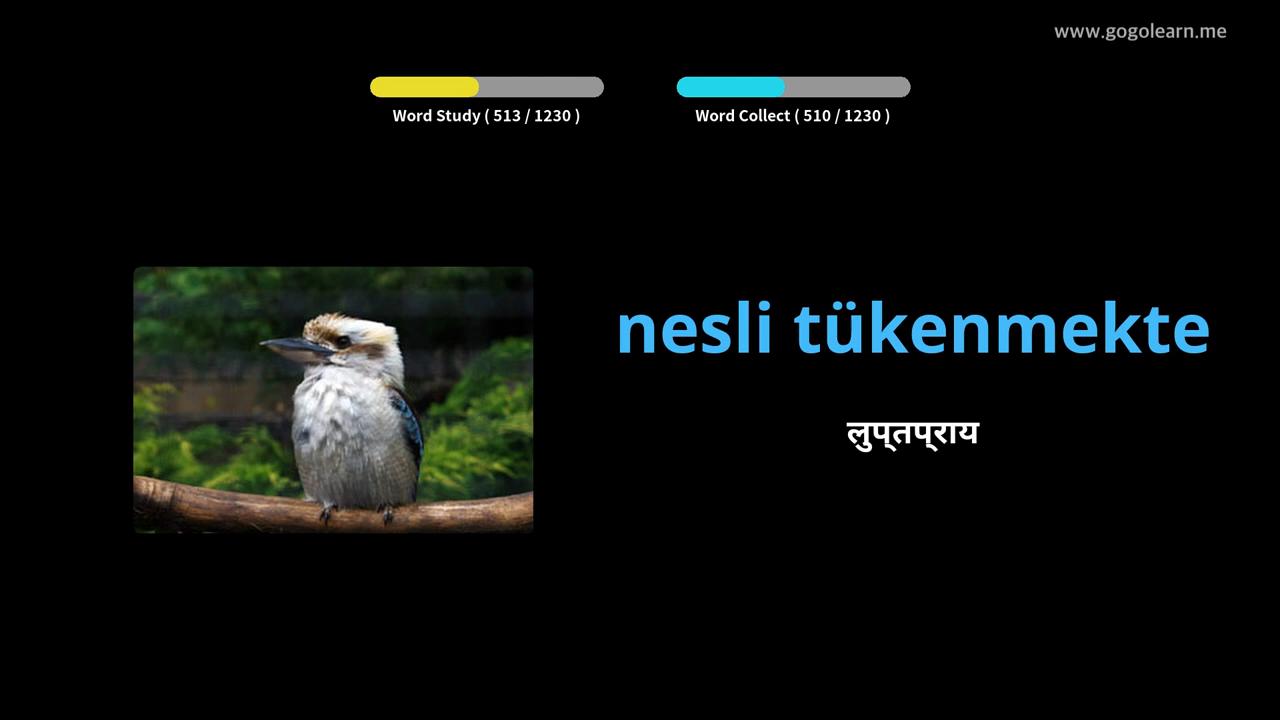 www.gogolearn.me
Word Study ( 513 / 1230 )
Word Collect ( 510 / 1230 )
nesli tükenmekte
लुप्तप्राय